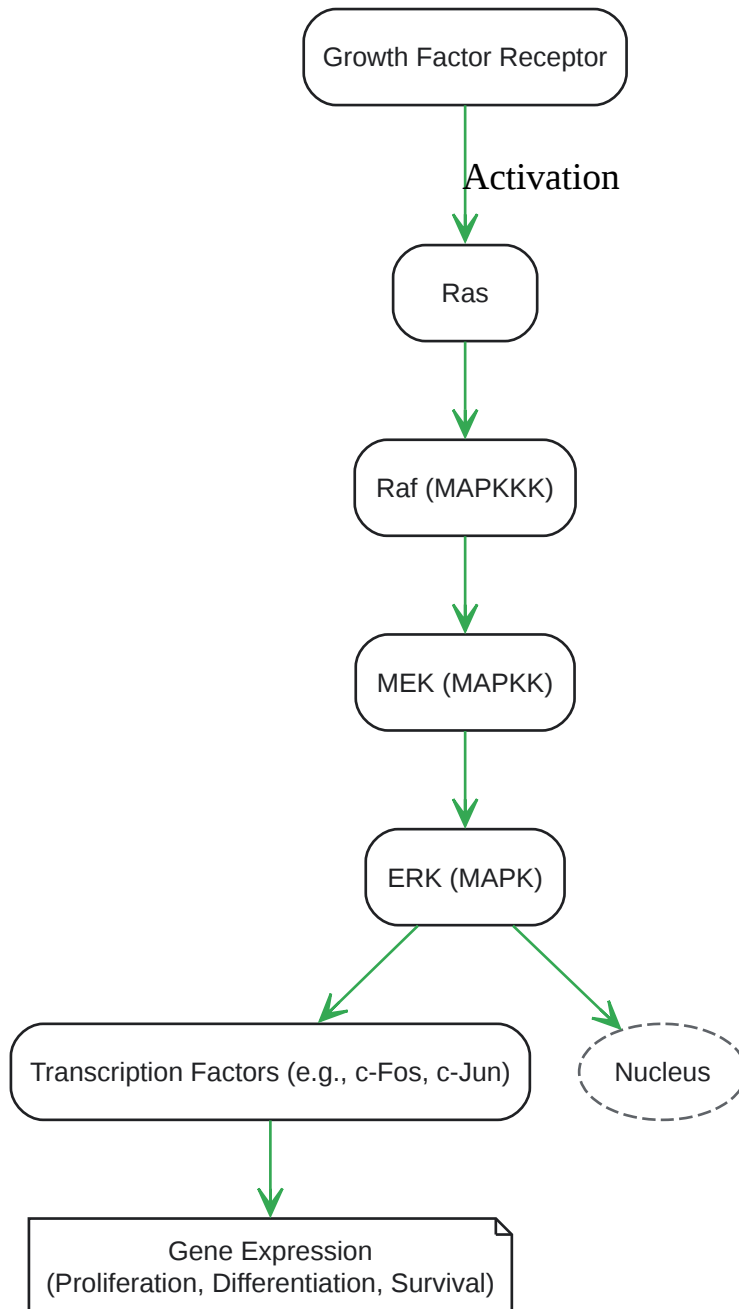 Growth Factor Receptor
Activation
Ras
Raf (MAPKKK)
MEK (MAPKK)
ERK (MAPK)
Transcription Factors (e.g., c-Fos, c-Jun)
Nucleus
Gene Expression
(Proliferation, Differentiation, Survival)